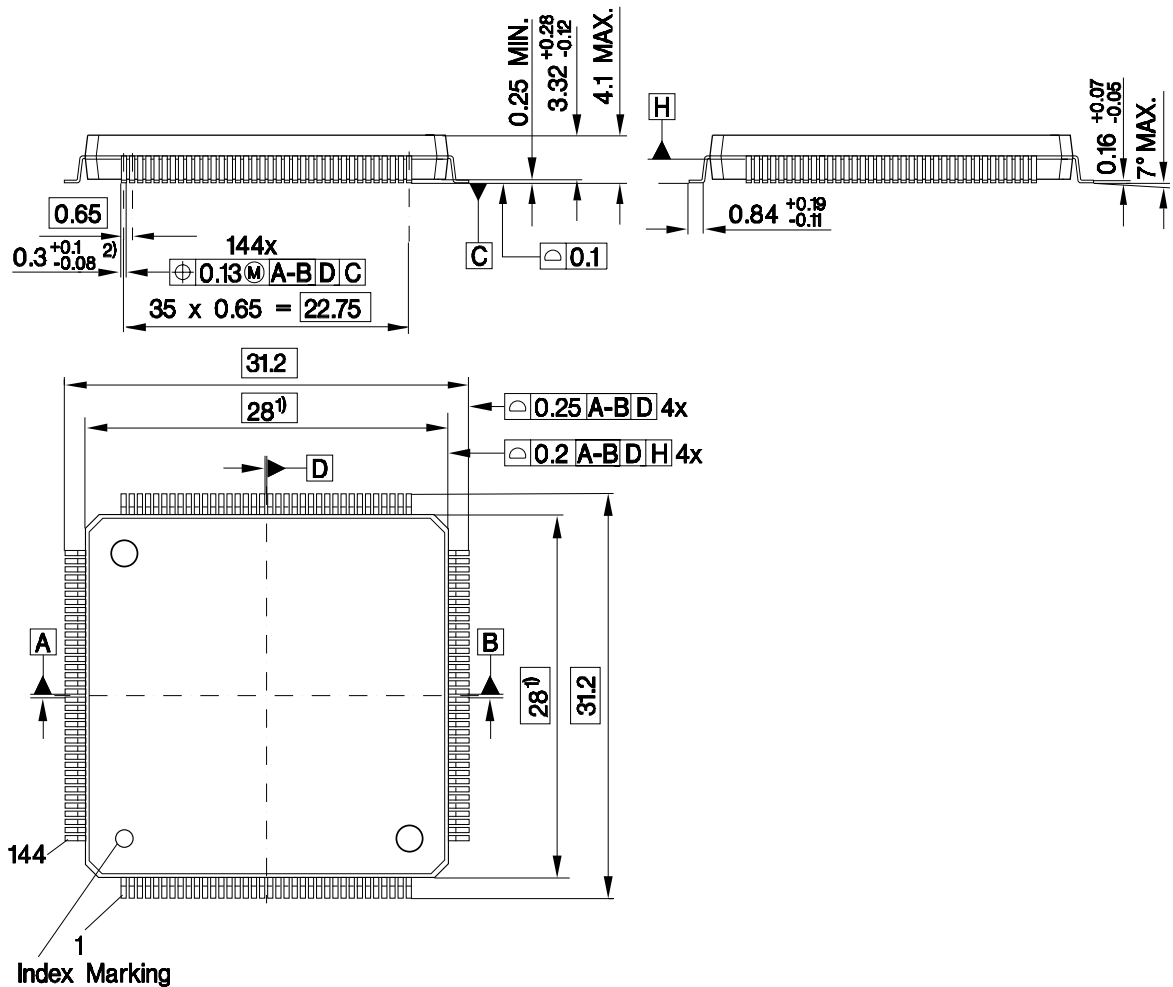 0.25 MIN.
3.32 +0.28 -0.12
4.1 MAX.
H
0.16 +0.07 -0.05
7° MAX.
0.65
0.3 +0.1 -0.08 2)
144x
0.13 Ⓜ A-B D C
35 x 0.65 = 22.75
C
0.1
0.84 +0.19 -0.11
31.2
28 1)
0.25 A-B D 4x
0.2 A-B D H 4x
D
A
B
28 1)
31.2
144
1
Index Marking